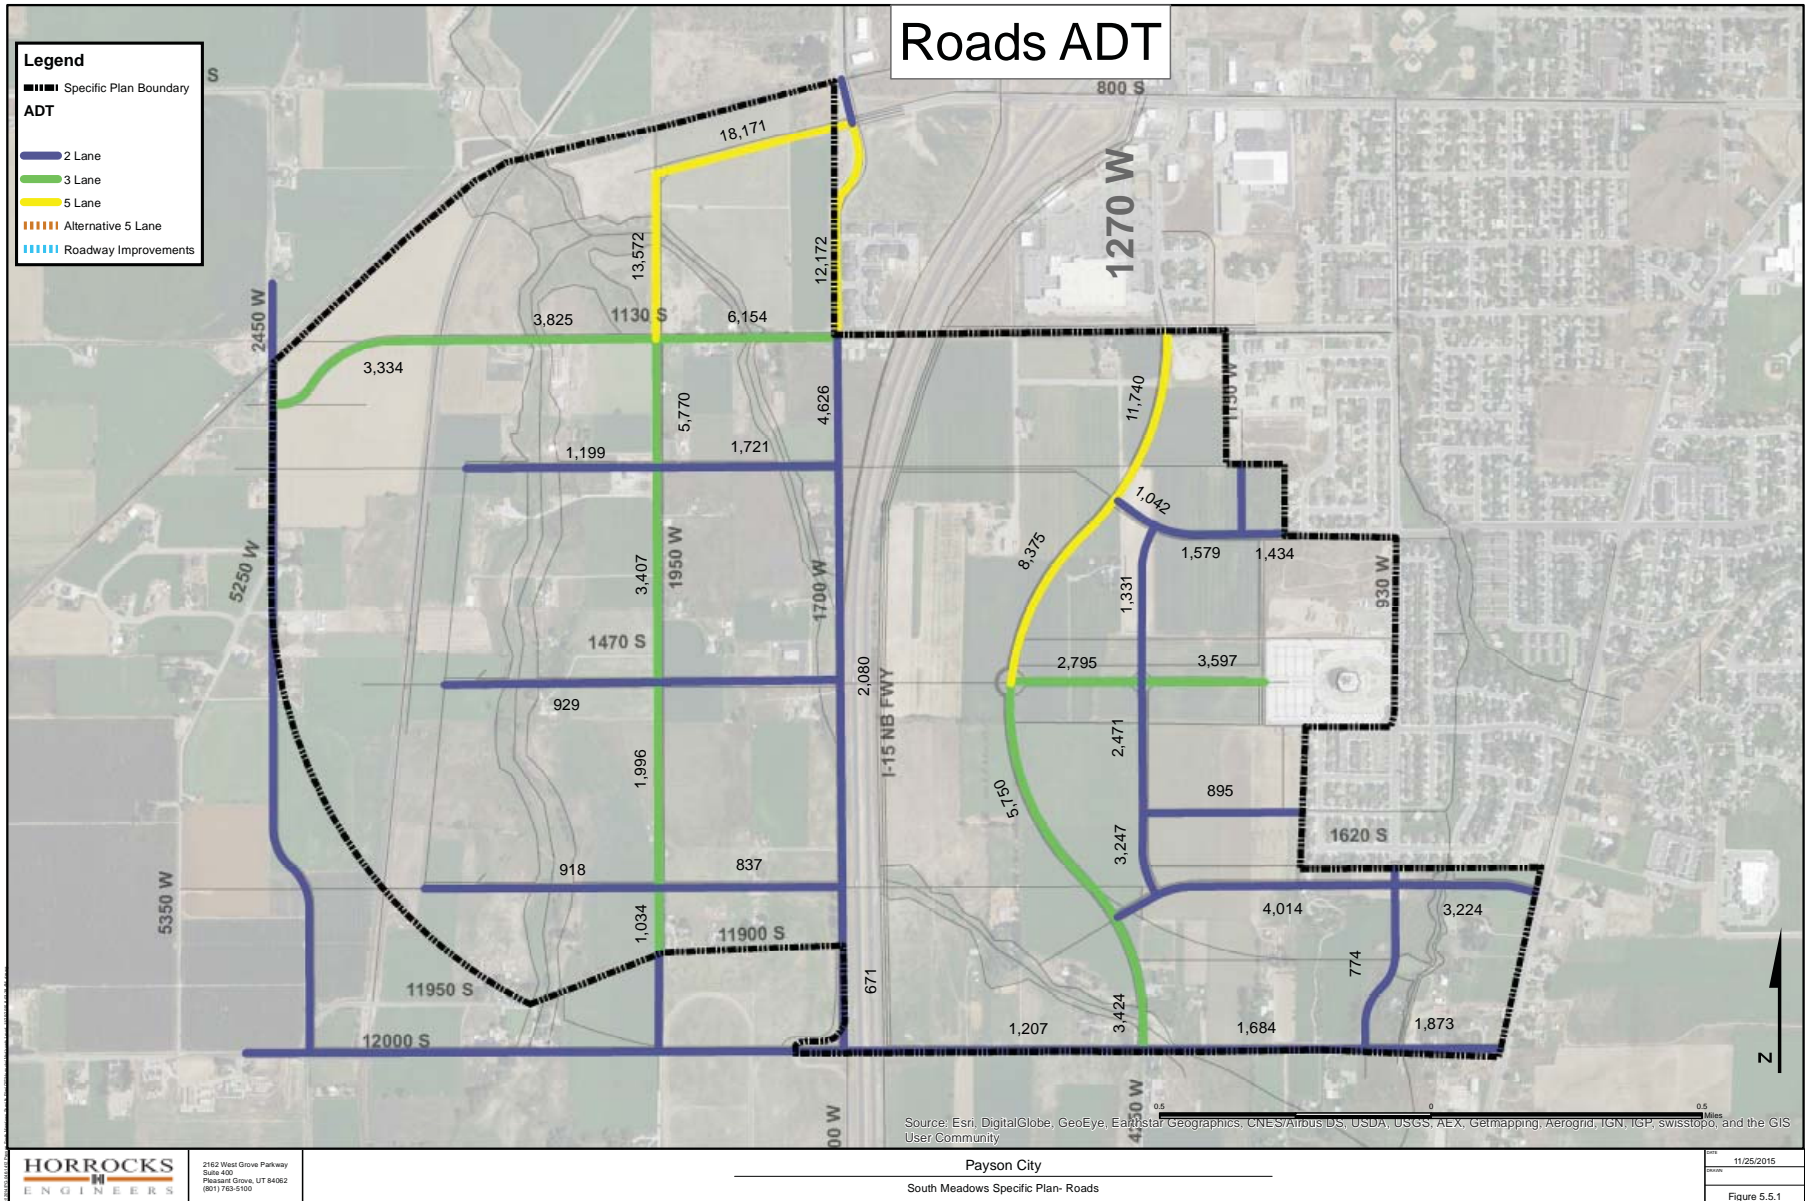 Roads ADT
Legend
Specific Plan Boundary
ADT
2 Lane
3 Lane
5 Lane
Alternative 5 Lane
Roadway Improvements
S
800 S
18,171
1270 W
13,572
12,172
2450 W
3,825
1130 S
6,154
3,334
5,770
4,626
11,740
1150 W
1,199
1,721
1,042
8,375
1,579
1,434
5250 W
3,407
1950 W
1700 W
1,331
930 W
1470 S
2,080
2,795
3,597
929
I-15 NB FWY
1,996
2,471
5,750
895
3,247
1620 S
918
837
5350 W
1,034
11900 S
4,014
3,224
774
671
11950 S
3,424
12000 S
1,207
1,684
1,873
N
00 W
4250 W
0.5
0
0.5
Miles
Source: Esri, DigitalGlobe, GeoEye, Earthstar Geographics, CNES/Airbus DS, USDA, USGS, AEX, Getmapping, Aerogrid, IGN, IGP, swisstopo, and the GIS
User Community
HORROCKS
H
ENGINEERS
2162 West Grove Parkway
Suite 400
Pleasant Grove, UT 84062
(801) 763-5100
Payson City
South Meadows Specific Plan- Roads
DATE
11/25/2015
DRAWN
Figure 5.5.1